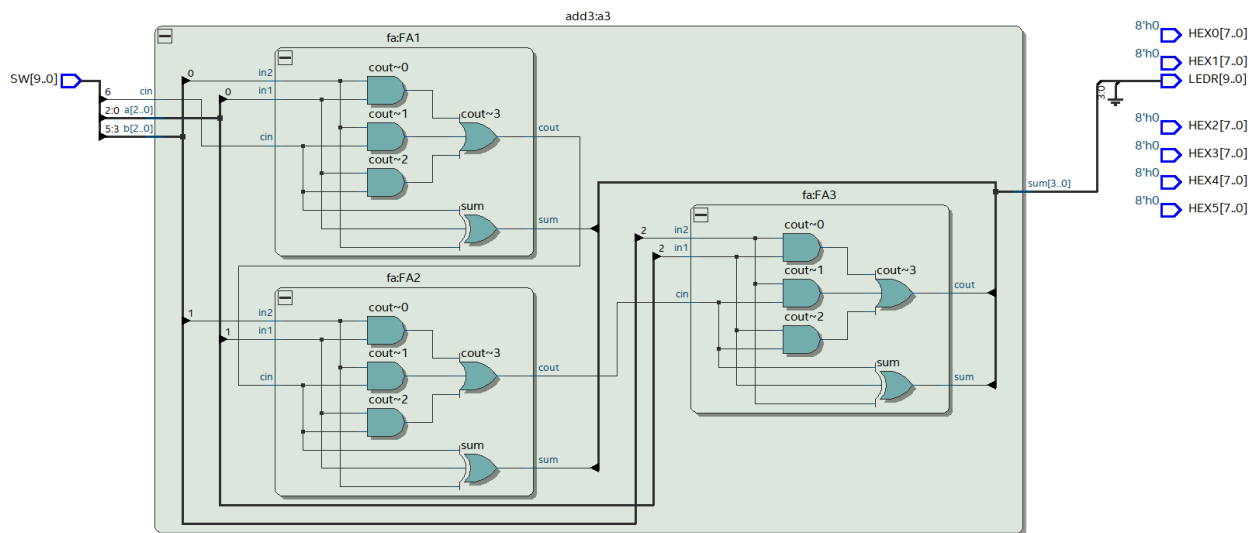 add3:a3
SW[9..0]
6 cin
2:0 a[2..0]
5:3 b[2..0]
fa:FA1
0 in2
0 in1
cin
cout~0
cout~1
cout~2
cout~3
sum
cout
sum
fa:FA2
1 in2
1 in1
cin
cout~0
cout~1
cout~2
cout~3
sum
cout
sum
fa:FA3
2 in2
2 in1
cin
cout~0
cout~1
cout~2
cout~3
sum
cout
sum
sum[3..0]
3:0
8'h0 HEX0[7..0]
8'h0 HEX1[7..0]
LEDR[9..0]
8'h0 HEX2[7..0]
8'h0 HEX3[7..0]
8'h0 HEX4[7..0]
8'h0 HEX5[7..0]